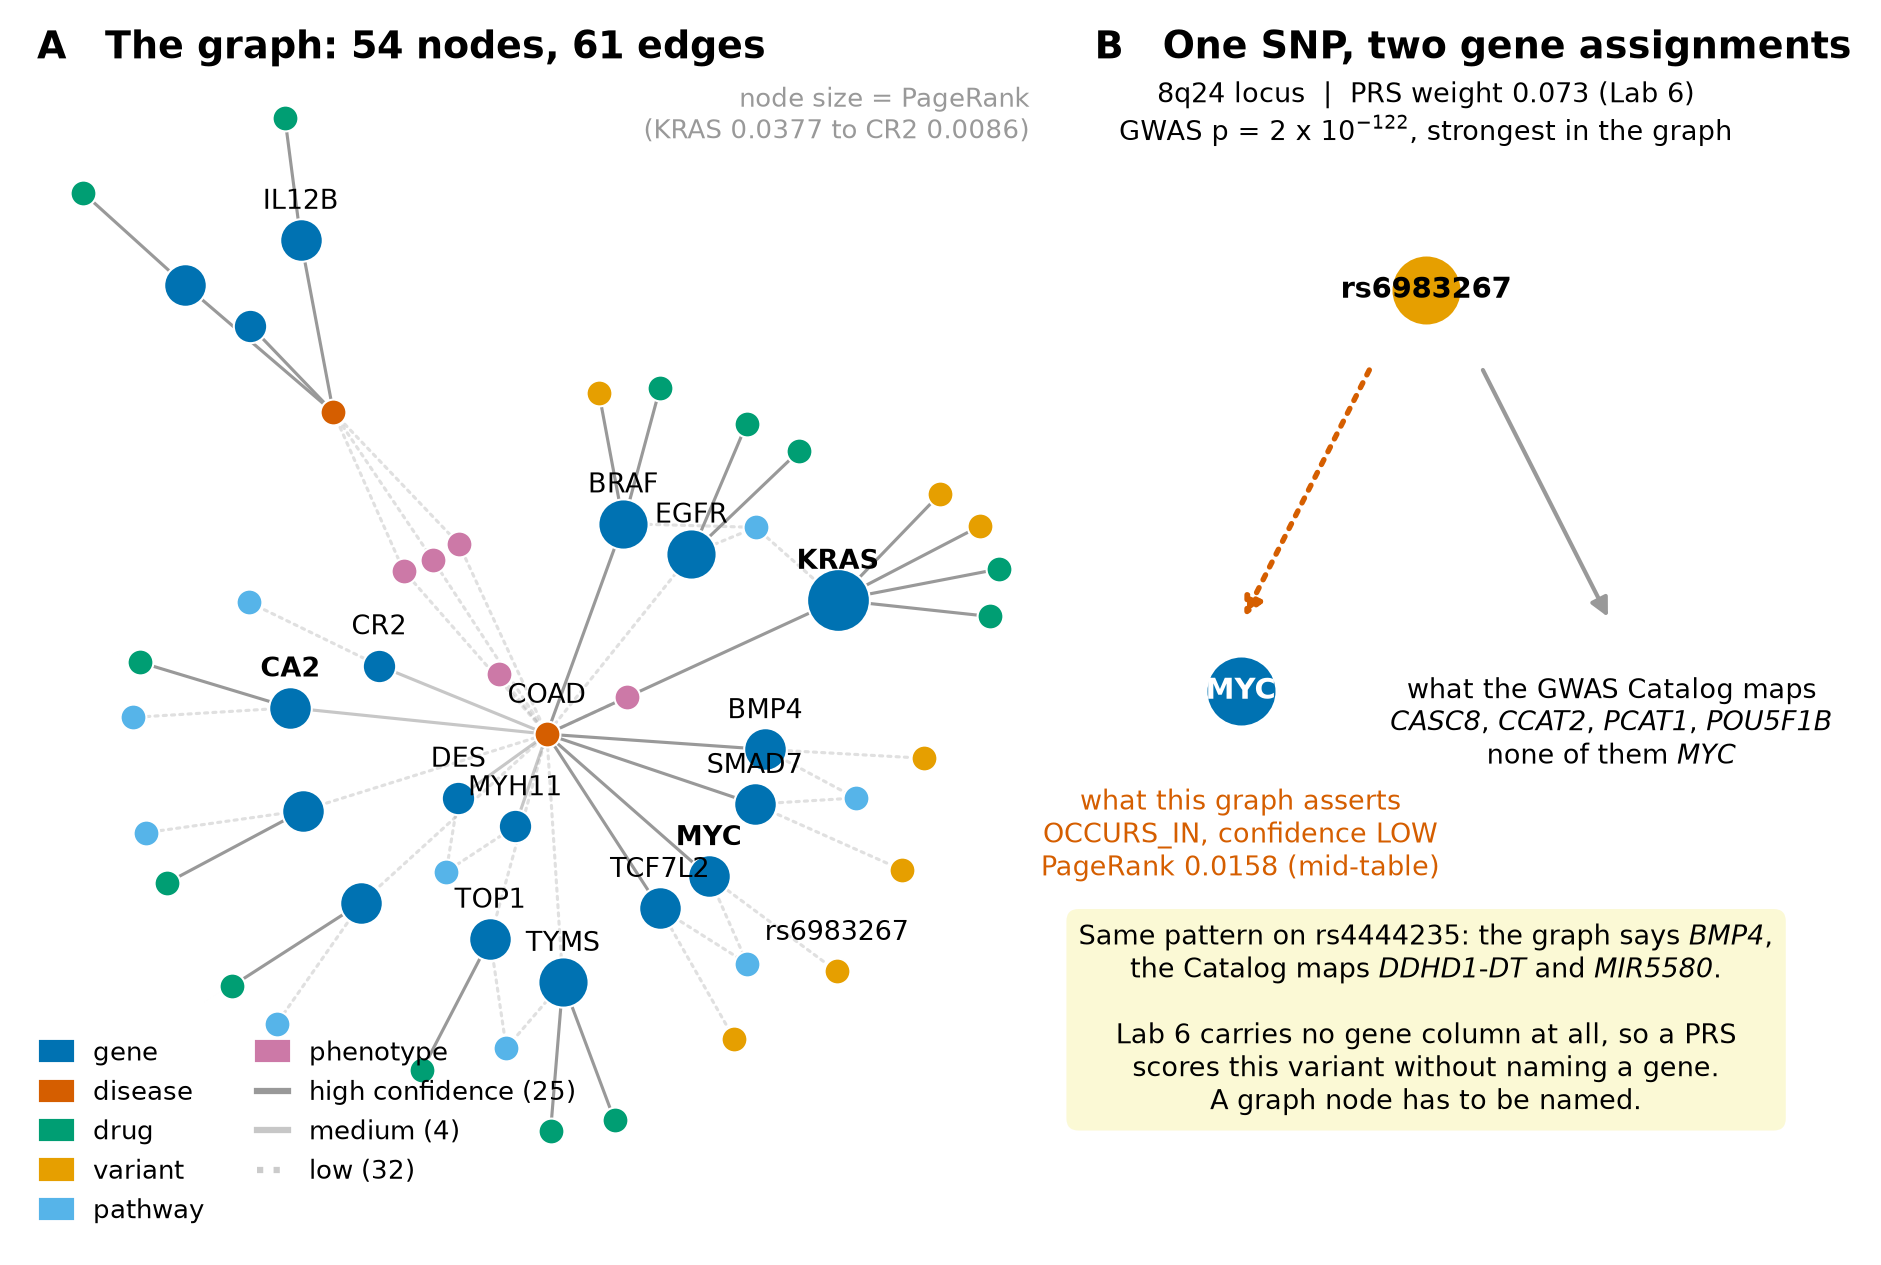 A The graph: 54 nodes, 61 edges
node size = PageRank
(KRAS 0.0377 to CR2 0.0086)
IL12B
BRAF
EGFR
KRAS
CR2
CA2
COAD
BMP4
DES
SMAD7
MYH11
MYC
TCF7L2
TOP1
rs6983267
TYMS
gene
disease
drug
variant
pathway
phenotype
high confidence (25)
medium (4)
low (32)
B One SNP, two gene assignments
8q24 locus | PRS weight 0.073 (Lab 6)
GWAS p = 2 x 10⁻¹²², strongest in the graph
rs6983267
MYC
what the GWAS Catalog maps
CASC8, CCAT2, PCAT1, POU5F1B
none of them MYC
what this graph asserts
OCCURS_IN, confidence LOW
PageRank 0.0158 (mid-table)
Same pattern on rs4444235: the graph says BMP4,
the Catalog maps DDHD1-DT and MIR5580.
Lab 6 carries no gene column at all, so a PRS
scores this variant without naming a gene.
A graph node has to be named.